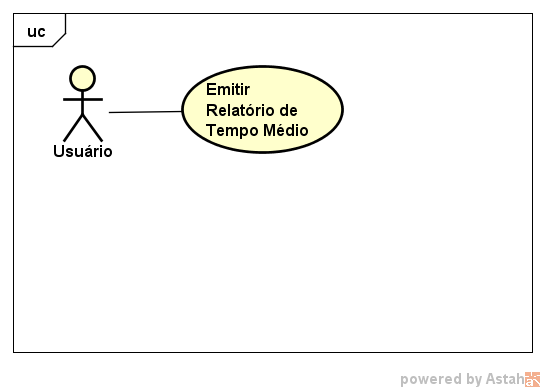 uc
Emitir
Relatório de
Tempo Médio
Usuário
powered by Astah